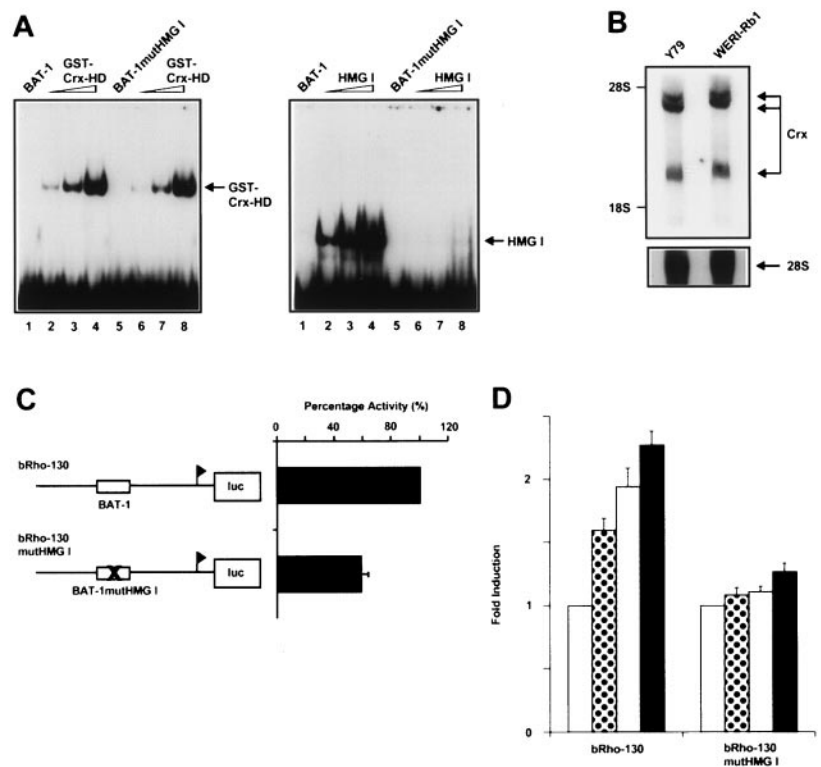 A
BAT-1
GST-
Crx-HD
BAT-1mutHMG I
GST-
Crx-HD
GST-
Crx-HD
1 2 3 4 5 6 7 8
BAT-1
HMG I
BAT-1mutHMG I
HMG I
HMG I
1 2 3 4 5 6 7 8
B
Y79
WERI-Rb1
28S
Crx
18S
28S
C
Percentage Activity (%)
0 40 80 120
bRho-130
BAT-1
luc
bRho-130
mutHMG I
BAT-1mutHMG I
luc
D
Fold Induction
2
1
0
bRho-130
bRho-130
mutHMG I